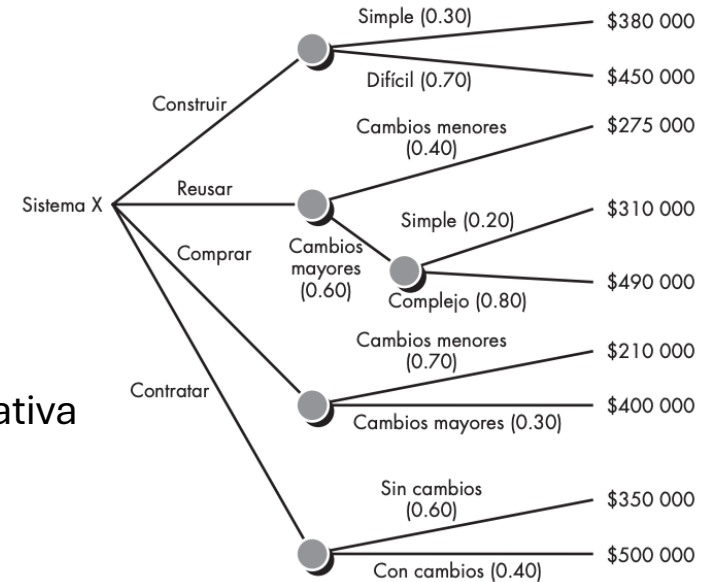 Simple (0.30)
$380 000
Difícil (0.70)
$450 000
Construir
Cambios menores
(0.40)
$275 000
Sistema X
Reusar
Simple (0.20)
$310 000
Cambios
mayores
(0.60)
Complejo (0.80)
$490 000
Comprar
Cambios menores
(0.70)
$210 000
Cambios mayores (0.30)
$400 000
Contratar
ativa
Sin cambios
(0.60)
$350 000
Con cambios (0.40)
$500 000